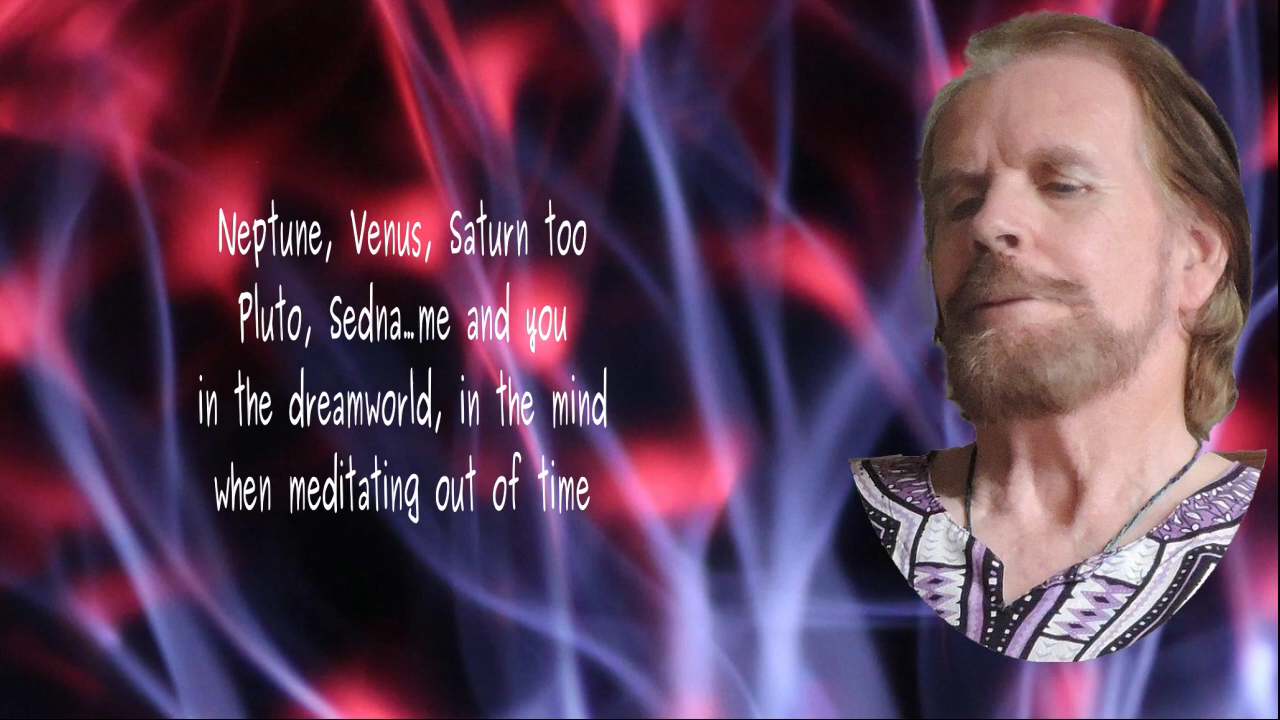 Neptune, Venus, Saturn too
Pluto, Sedna...me and you
in the dreamworld, in the mind
when meditating out of time